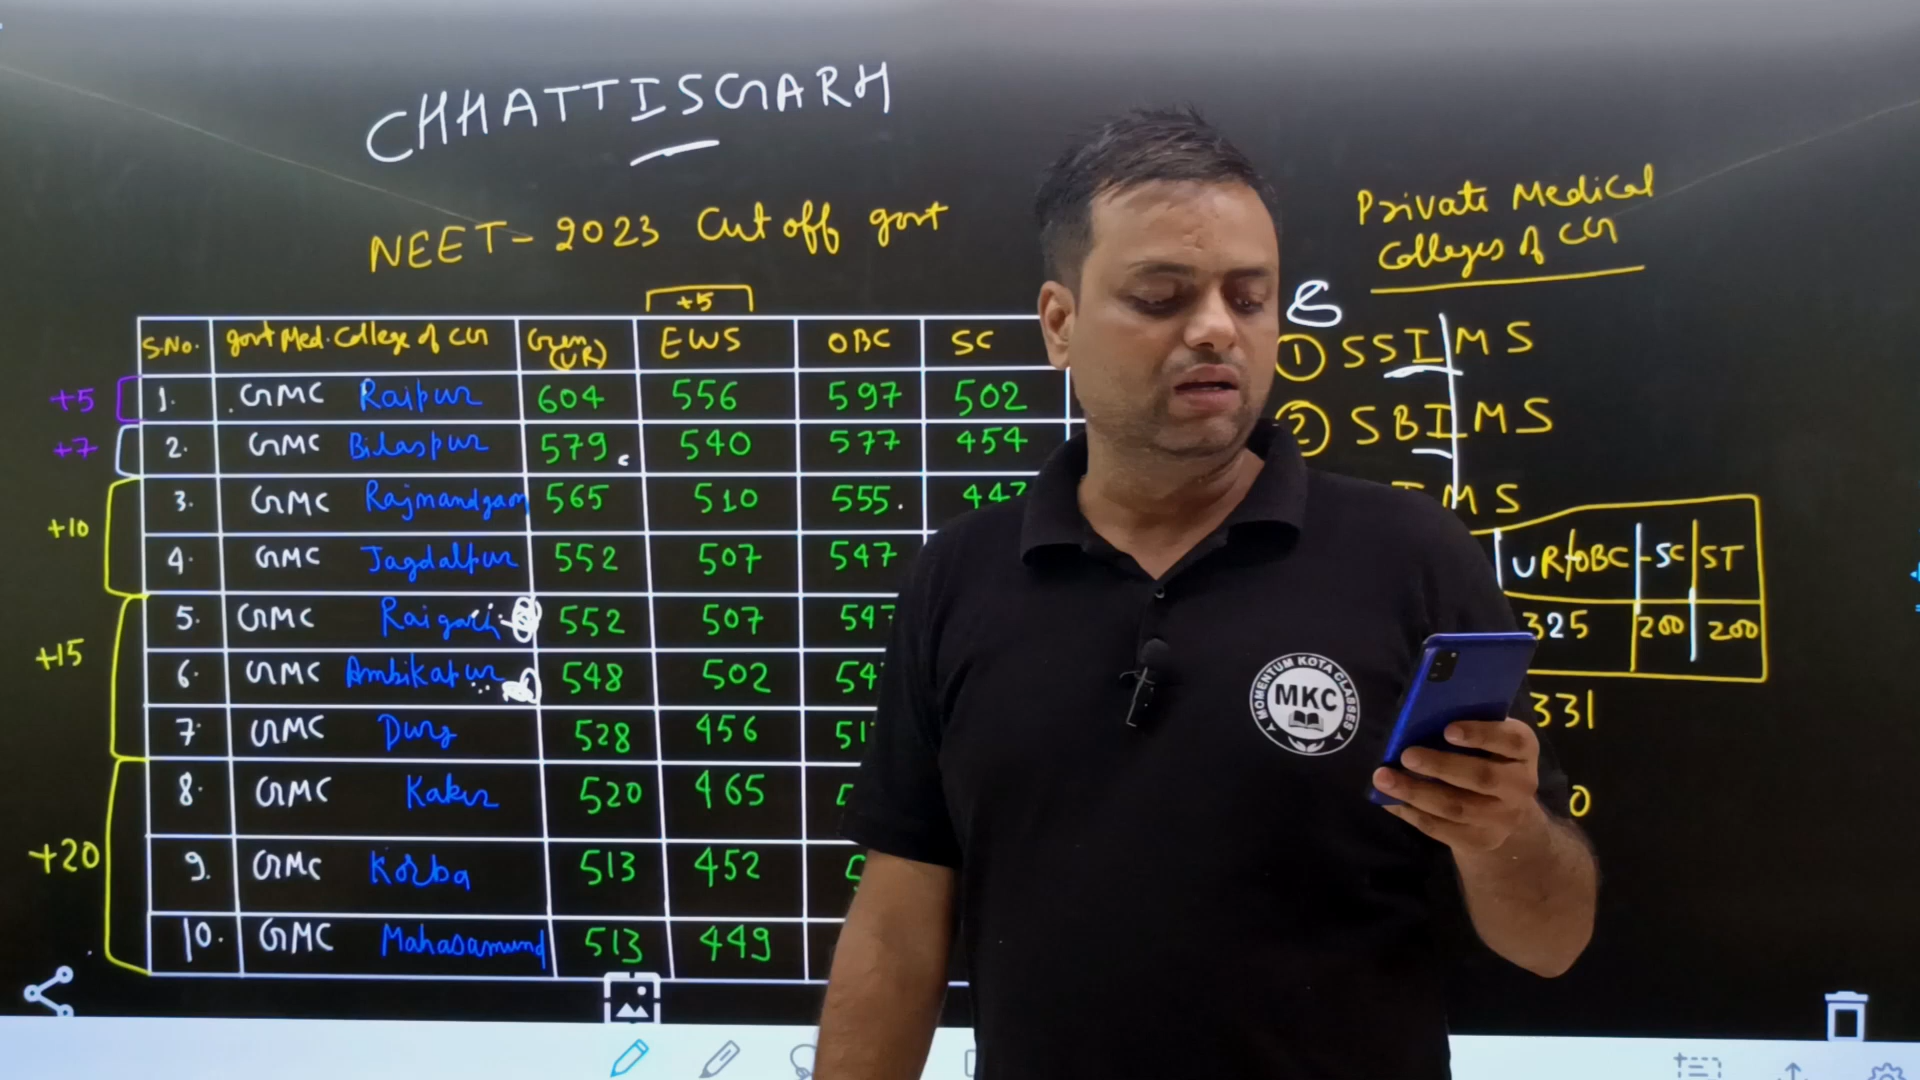 CHHATTISGARH
NEET-2023 Cut off govt
+5
S.No. govt Med. College of CG Gen (UR) EWS OBC SC
+5 1. GMC Raipur 604 556 597 502
+7 2. GMC Bilaspur 579 540 577 454
+10 3. GMC Rajnandgaon 565 510 555
4. GMC Jagdalpur 552 507 547
+15 5. GMC 552 507
6. GMC Ambikapur 548 502
7. GMC Durg 528 456
+20 8. GMC 520 465
9. GMC Korba 513 452
10. GMC Mahasamund 513 449
Private Medical
Colleges of CG
① SSIMS
② SBIMS
IMS
UR/OBC SC ST
325 200 200
331
0
MOMENTUM KOTA CLASSES
MKC